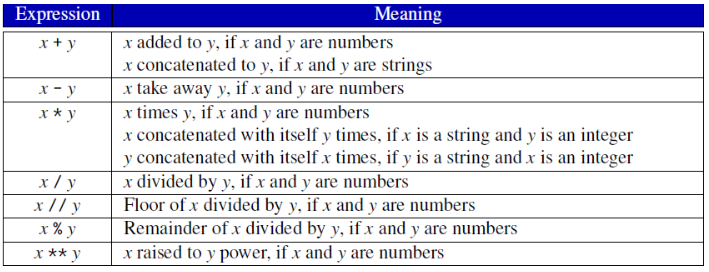 Expression Meaning
x + y x added to y, if x and y are numbers
x concatenated to y, if x and y are strings
x - y x take away y, if x and y are numbers
x * y x times y, if x and y are numbers
x concatenated with itself y times, if x is a string and y is an integer
y concatenated with itself x times, if y is a string and x is an integer
x / y x divided by y, if x and y are numbers
x // y Floor of x divided by y, if x and y are numbers
x % y Remainder of x divided by y, if x and y are numbers
x ** y x raised to y power, if x and y are numbers